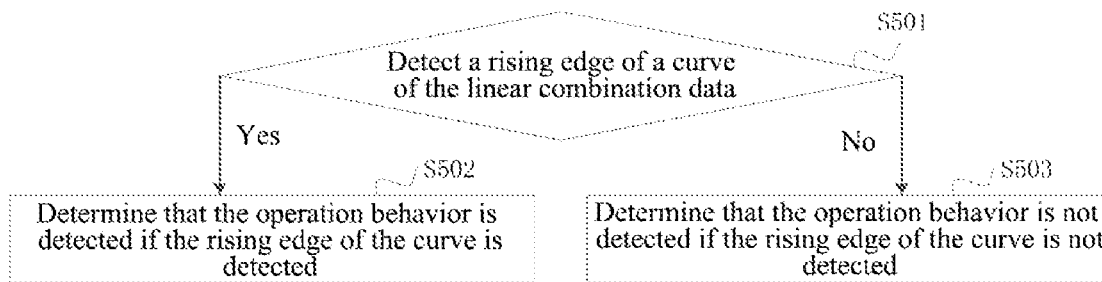 S501
Detect a rising edge of a curve
of the linear combination data
Yes
No
S502
S503
Determine that the operation behavior is
detected if the rising edge of the curve is
detected
Determine that the operation behavior is not
detected if the rising edge of the curve is not
detected